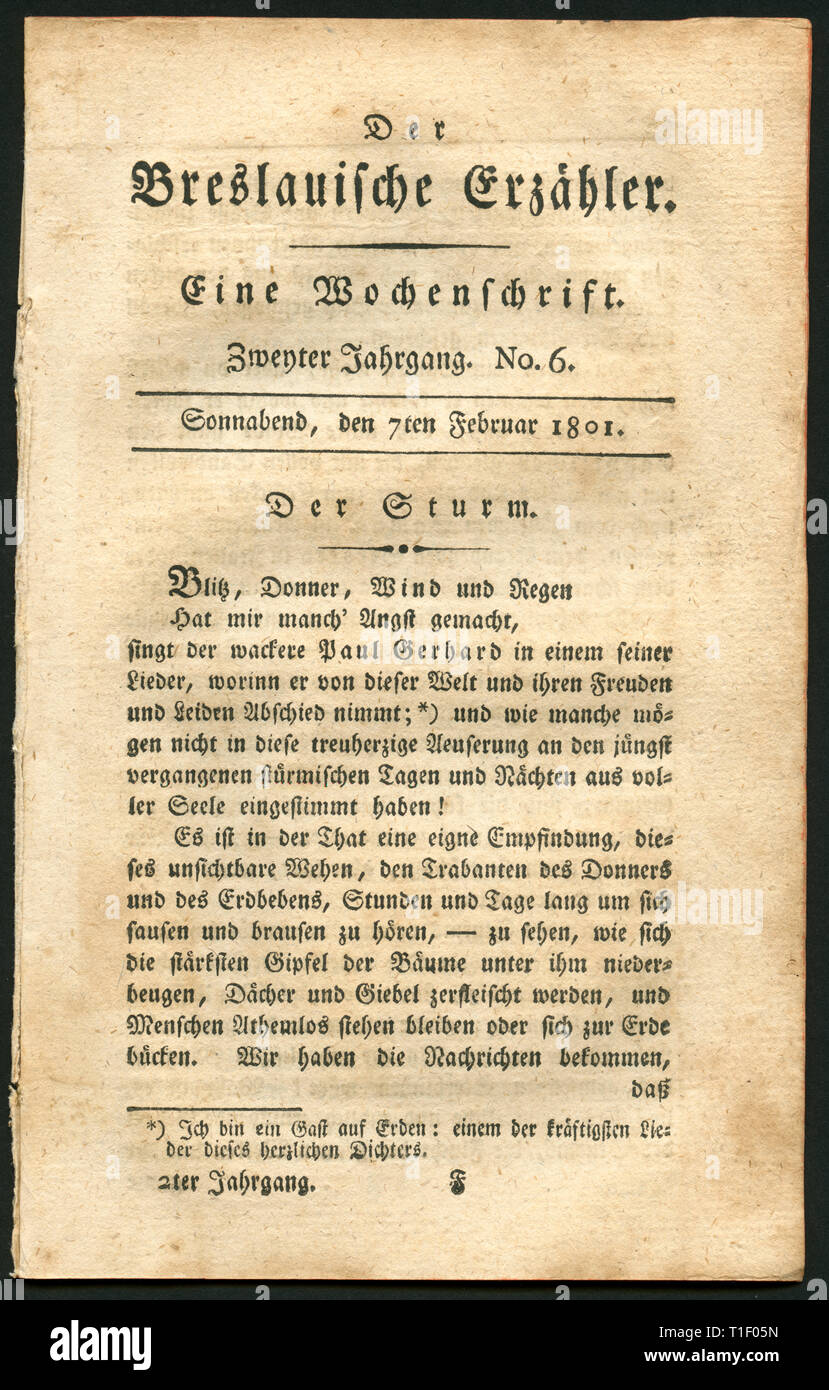 Der
Breslauische Erzähler.
Eine Wochenschrift.
Zweyter Jahrgang. No. 6.
Sonnabend, den 7ten Februar 1801.
Der Sturm.
Blitz, Donner, Wind und Regen
Hat mir manch' Angst gemacht,
singt der wackere Paul Gerhard in einem seiner
Lieder, worinn er von dieser Welt und ihren Freuden
und Leiden Abschied nimmt; *) und wie manche mö-
gen nicht in diese treuherzige Aeuserung an den jüngst
vergangenen stürmischen Tagen und Nächten aus vol-
ler Seele eingestimmt haben!
Es ist in der That eine eigne Empfindung, die-
ses unsichtbare Wehen, den Trabanten des Donners
und des Erdbebens, Stunden und Tage lang um sich
sausen und brausen zu hören, — zu sehen, wie sich
die stärksten Gipfel der Bäume unter ihm nieder-
beugen, Dächer und Giebel zerfleischt werden, und
Menschen Athemlos stehen bleiben oder sich zur Erde
bücken. Wir haben die Nachrichten bekommen,
daß
*) Ich bin ein Gast auf Erden: einem der kräftigsten Lie-
der dieses herzlichen Dichters.
2ter Jahrgang. F
alamy
Image ID: T1F05N
www.alamy.com